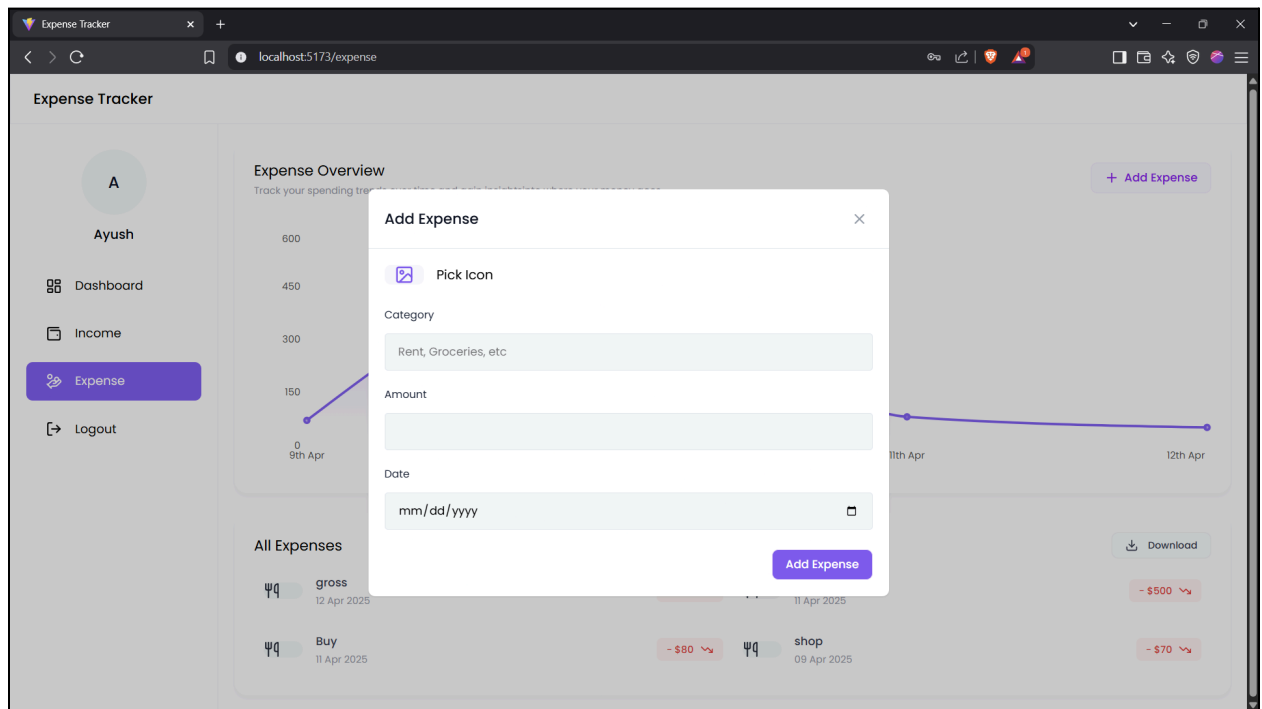 Expense Tracker
localhost:5173/expense
1
Expense Tracker
A
Ayush
Dashboard
Income
Expense
Logout
Expense Overview
Track your spending
+ Add Expense
600
450
300
150
0
9th Apr
11th Apr
12th Apr
Add Expense
Pick Icon
Category
Rent, Groceries, etc
Amount
Date
mm/dd/yyyy
Add Expense
All Expenses
Download
gross
12 Apr 2025
11 Apr 2025
- $500
Buy
11 Apr 2025
- $80
shop
09 Apr 2025
- $70